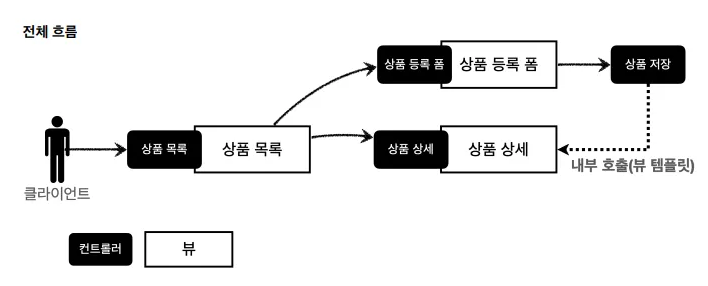 전체 흐름
상품 등록 폼
상품 등록 폼
상품 저장
상품 목록
상품 목록
상품 상세
상품 상세
내부 호출(뷰 템플릿)
클라이언트
컨트롤러
뷰